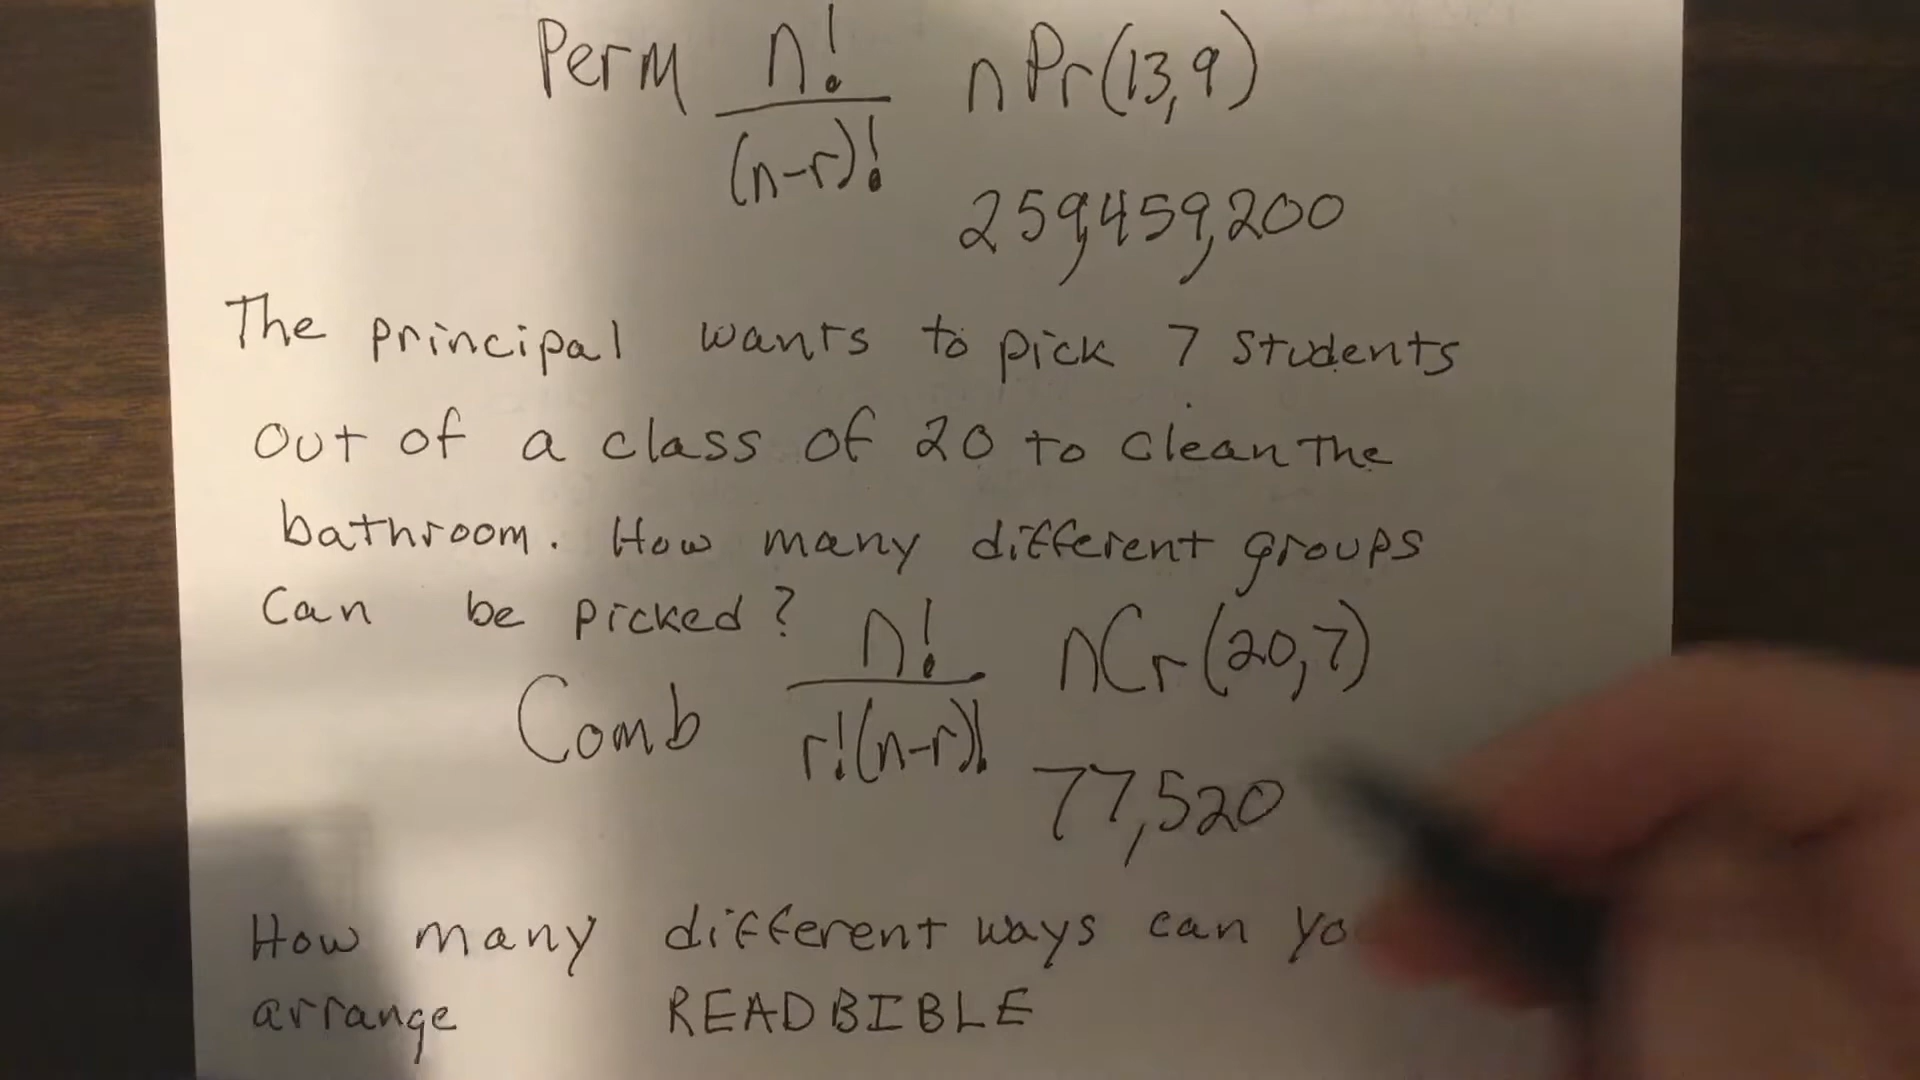 Perm n! nPr(13,9)
(n-r)!
259,459,200
The principal wants to pick 7 students
out of a class of 20 to clean the
bathroom. How many different groups
can be picked?
n! nCr(20,7)
Comb r!(n-r)!
77,520
How many different ways can
arrange READBIBLE